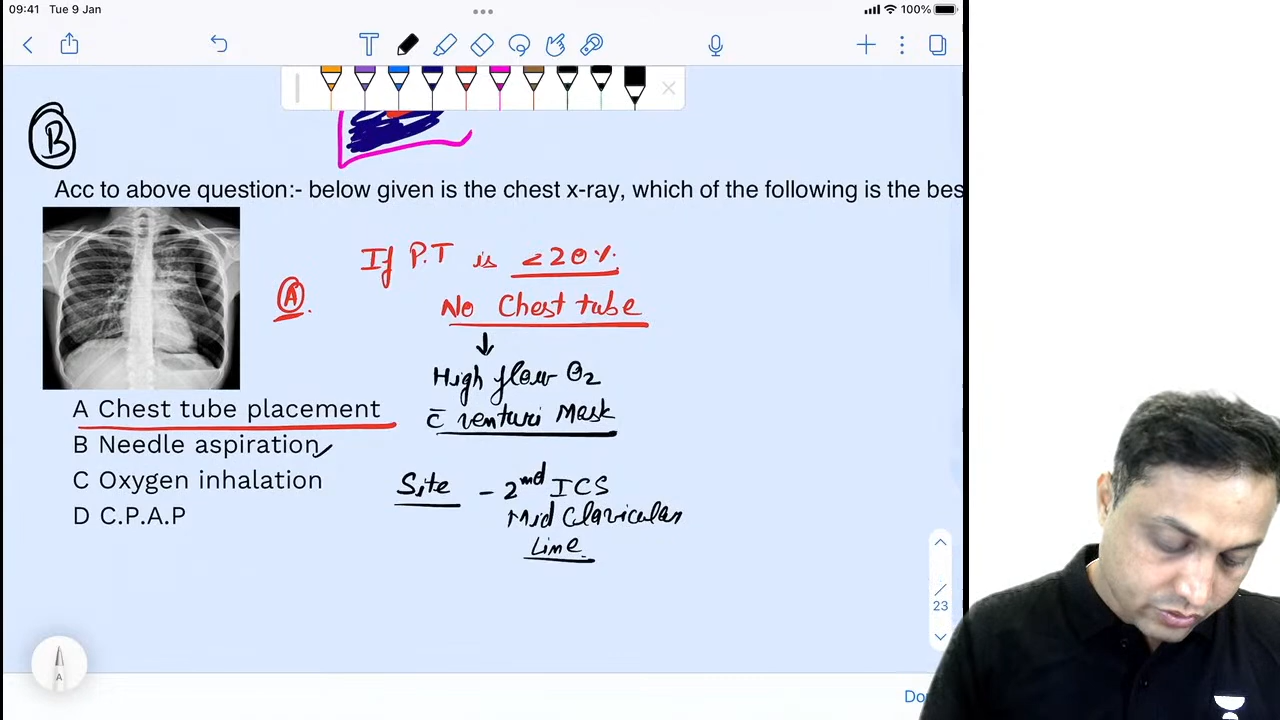 09:41 Tue 9 Jan
100%
T
B
Acc to above question:- below given is the chest x-ray, which of the following is the bes
If P.T is <20%
A.
No Chest tube
High flow O2
c̄ venturi Mask
A Chest tube placement
B Needle aspiration
C Oxygen inhalation
D C.P.A.P
Site - 2nd ICS
Mid Clavicular
Line
23
A
Do